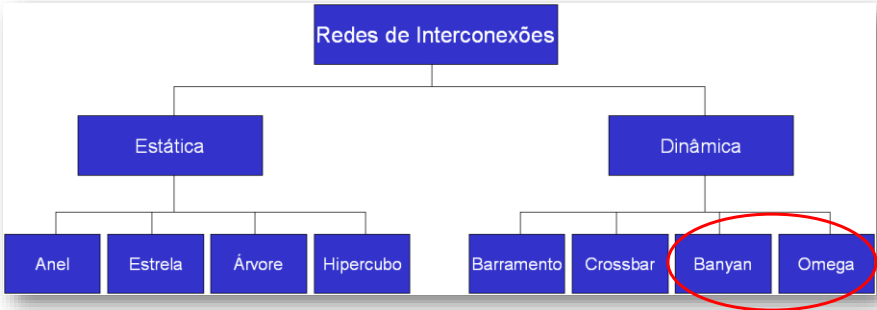 Redes de Interconexões
Estática
Dinâmica
Anel
Estrela
Árvore
Hipercubo
Barramento
Crossbar
Banyan
Omega